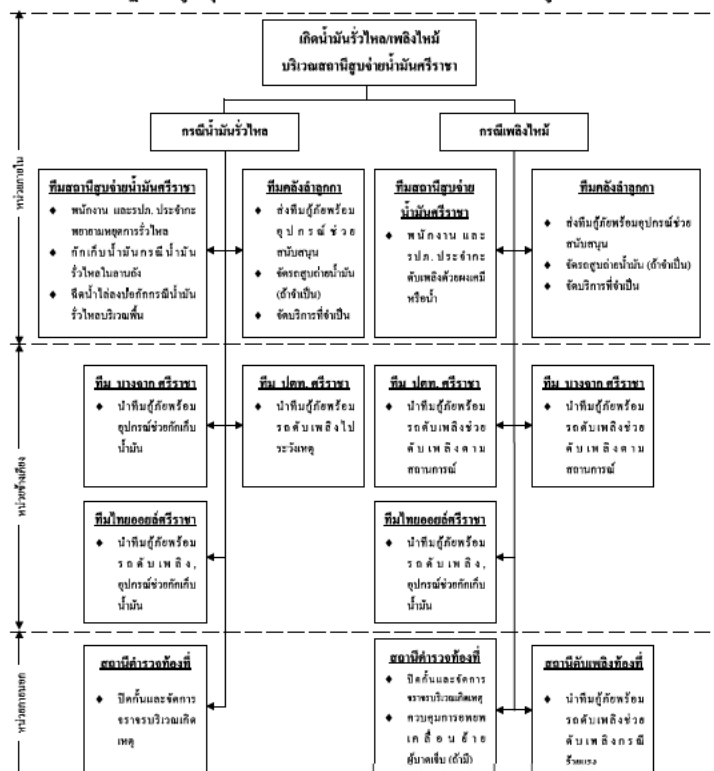 เกิดน้ำมันรั่วไหล/เพลิงไหม้
บริเวณสถานีสูบจ่ายน้ำมันศรีราชา
กรณีน้ำมันรั่วไหล
กรณีเพลิงไหม้
หน่วยภายใน
ทีมสถานีสูบจ่ายน้ำมันศรีราชา
♦ พนักงาน และรปภ. ประจำกะ
พยายามหยุดการรั่วไหล
♦ กักเก็บน้ำมันกรณีน้ำมัน
รั่วไหลในลานถัง
♦ ฉีดน้ำไล่ลงบ่อกักกรณีน้ำมัน
รั่วไหลบริเวณพื้น
ทีมคลังลำลูกกา
♦ ส่งทีมกู้ภัยพร้อม
อุปกรณ์ช่วย
สนับสนุน
♦ จัดรถสูบถ่ายน้ำมัน
(ถ้าจำเป็น)
♦ จัดบริการที่จำเป็น
ทีมสถานีสูบจ่าย
น้ำมันศรีราชา
♦ พนักงาน และ
รปภ. ประจำกะ
ดับเพลิงด้วยผงเคมี
หรือน้ำ
ทีมคลังลำลูกกา
♦ ส่งทีมกู้ภัยพร้อมอุปกรณ์ช่วย
สนับสนุน
♦ จัดรถสูบถ่ายน้ำมัน (ถ้าจำเป็น)
♦ จัดบริการที่จำเป็น
หน่วยข้างเคียง
ทีม บางจาก ศรีราชา
♦ นำทีมกู้ภัยพร้อม
อุปกรณ์ช่วยกักเก็บ
น้ำมัน
ทีม ปตท. ศรีราชา
♦ นำทีมกู้ภัยพร้อม
รถดับเพลิงไป
ระวังเหตุ
ทีม ปตท. ศรีราชา
♦ นำทีมกู้ภัยพร้อม
รถดับเพลิงช่วย
ดับเพลิงตาม
สถานการณ์
ทีม บางจาก ศรีราชา
♦ นำทีมกู้ภัยพร้อม
รถดับเพลิงช่วย
ดับเพลิงตาม
สถานการณ์
ทีมไทยออยล์ศรีราชา
♦ นำทีมกู้ภัยพร้อม
รถดับเพลิง,
อุปกรณ์ช่วยกักเก็บ
น้ำมัน
ทีมไทยออยล์ศรีราชา
♦ นำทีมกู้ภัยพร้อม
รถดับเพลิง,
อุปกรณ์ช่วยกักเก็บ
น้ำมัน
หน่วยภายนอก
สถานีตำรวจท้องที่
♦ ปิดกั้นและจัดการ
จราจรบริเวณเกิด
เหตุ
สถานีตำรวจท้องที่
♦ ปิดกั้นและจัดการ
จราจรบริเวณเกิดเหตุ
♦ ควบคุมการอพยพ
เคลื่อนย้าย
ผู้บาดเจ็บ (ถ้ามี)
สถานีดับเพลิงท้องที่
♦ นำทีมกู้ภัยพร้อม
รถดับเพลิงช่วย
ดับเพลิงกรณี
ร้ายแรง